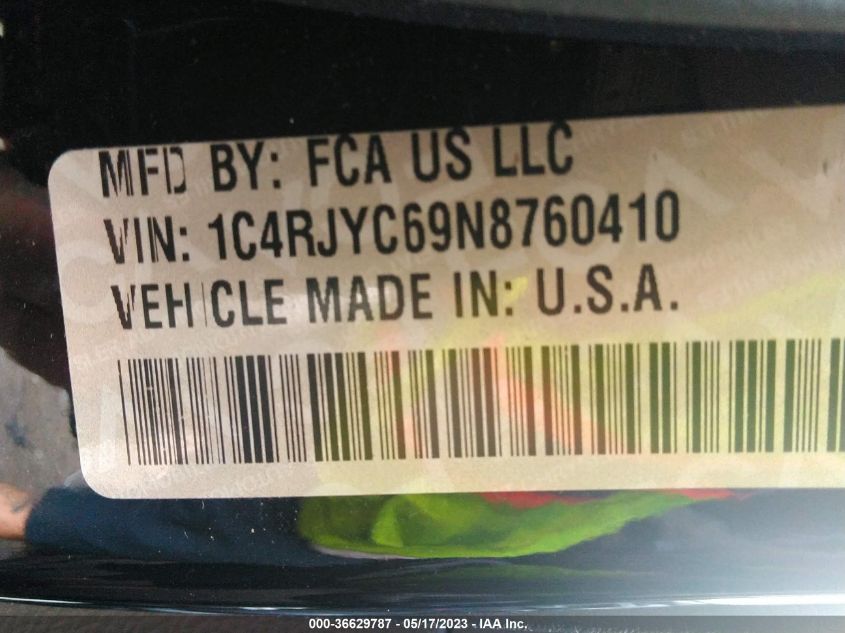 MFD BY: FCA US LLC
VIN: 1C4RJYC69N8760410
VEHICLE MADE IN: U.S.A.
000-36629787 - 05/17/2023 - IAA Inc.